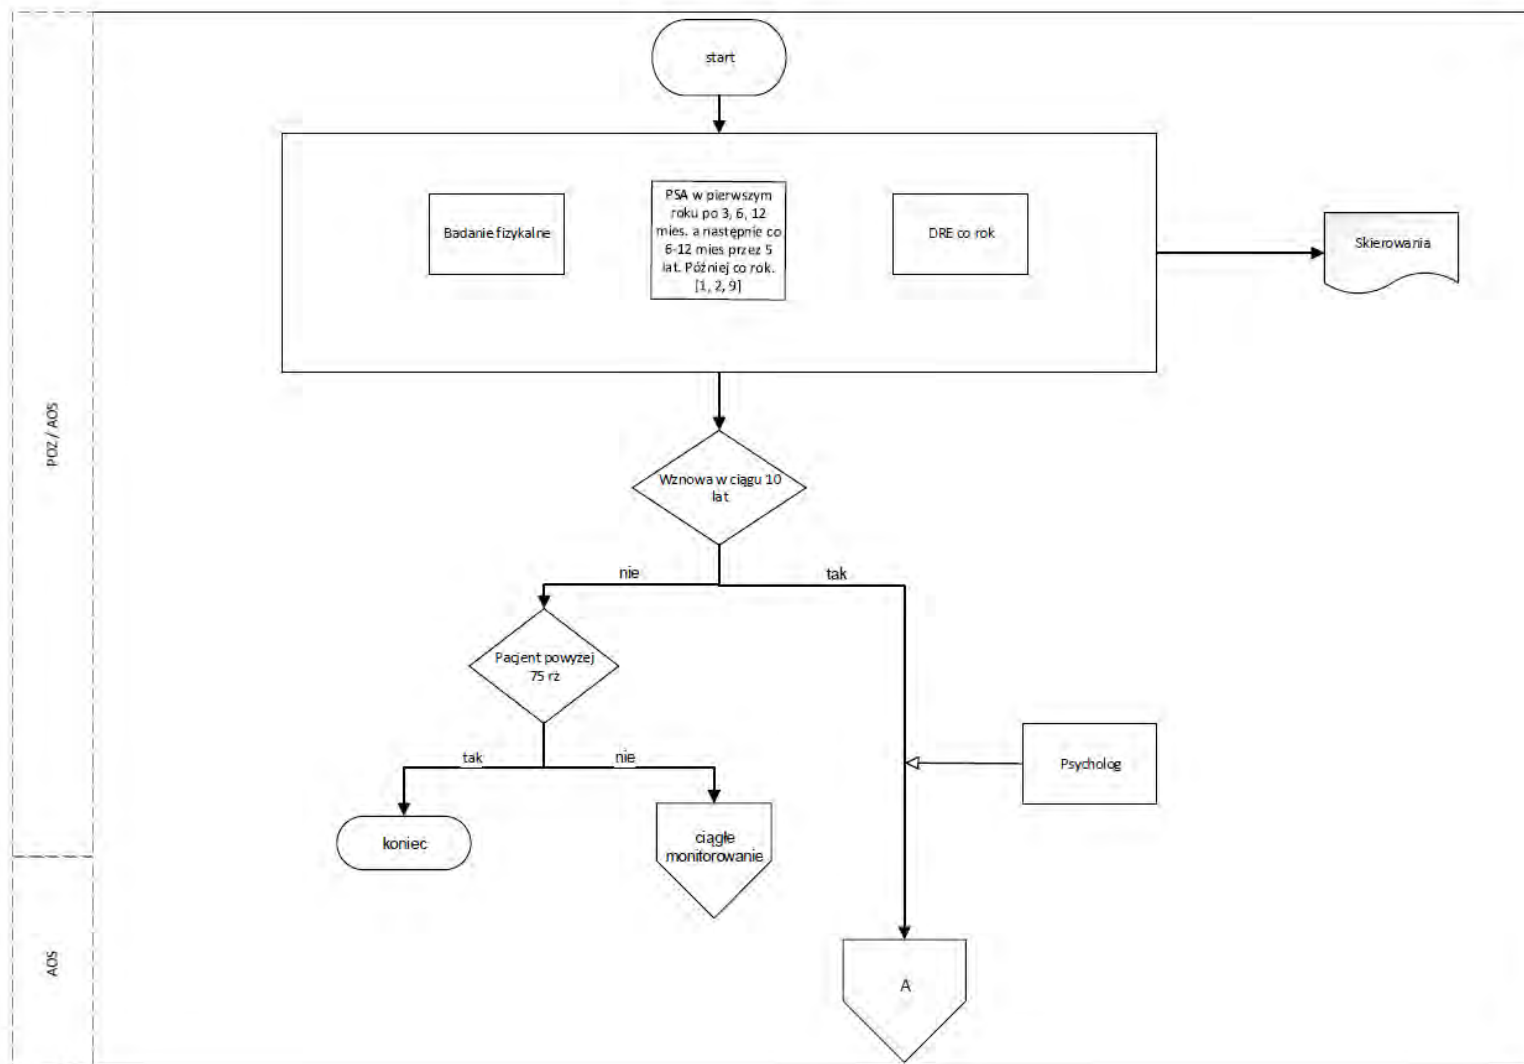 start
Badanie fizykalne
PSA w pierwszym
roku po 3, 6, 12
mies. a następnie co
6-12 mies przez 5
lat. Później co rok.
[1, 2, 9]
DRE co rok
Skierowania
POZ / AOS
Wznowa w ciągu 10
lat
nie
tak
Pacjent powyżej
75 rż
tak
nie
Psycholog
koniec
ciągłe
monitorowanie
AOS
A